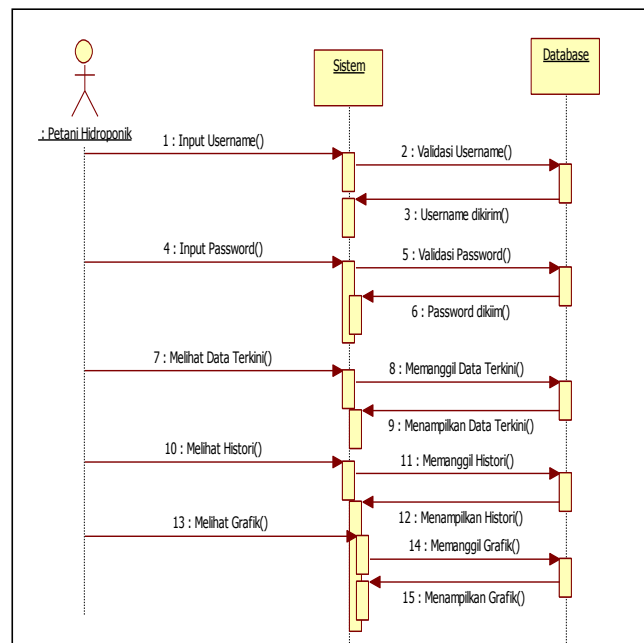 Sistem
Database
: Petani Hidroponik
1 : Input Username()
2 : Validasi Username()
3 : Username dikirim()
4 : Input Password()
5 : Validasi Password()
6 : Password dikiim()
7 : Melihat Data Terkini()
8 : Memanggil Data Terkini()
9 : Menampilkan Data Terkini()
10 : Melihat Histori()
11 : Memanggil Histori()
12 : Menampilkan Histori()
13 : Melihat Grafik()
14 : Memanggil Grafik()
15 : Menampilkan Grafik()